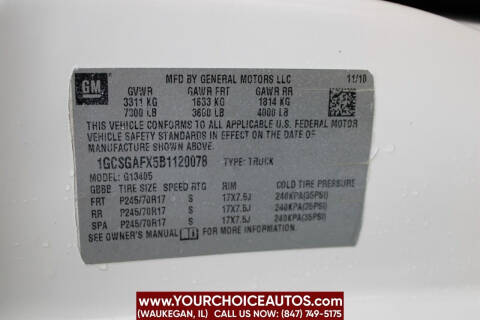 GM
MFD BY GENERAL MOTORS LLC 11/10
GVWR GAWR FRT GAWR RR
3311 KG 1633 KG 1814 KG
7300 LB 3600 LB 4000 LB
THIS VEHICLE CONFORMS TO ALL APPLICABLE U.S. FEDERAL MOTOR
VEHICLE SAFETY STANDARDS IN EFFECT ON THE DATE OF
MANUFACTURE SHOWN ABOVE.
1GCSGAFX5B1120078 TYPE: TRUCK
MODEL: G13405
GBBB TIRE SIZE SPEED RTG RIM COLD TIRE PRESSURE
FRT P245/70R17 S 17X7.5J 240KPA(35PSI)
RR P245/70R17 S 17X7.5J 240KPA(35PSI)
SPA P245/70R17 S 17X7.5J 240KPA(35PSI)
SEE OWNER'S MANUAL FOR MORE INFORMATION.
WWW.YOURCHOICEAUTOS.COM
(WAUKEGAN, IL) CALL: (847) 749-5175